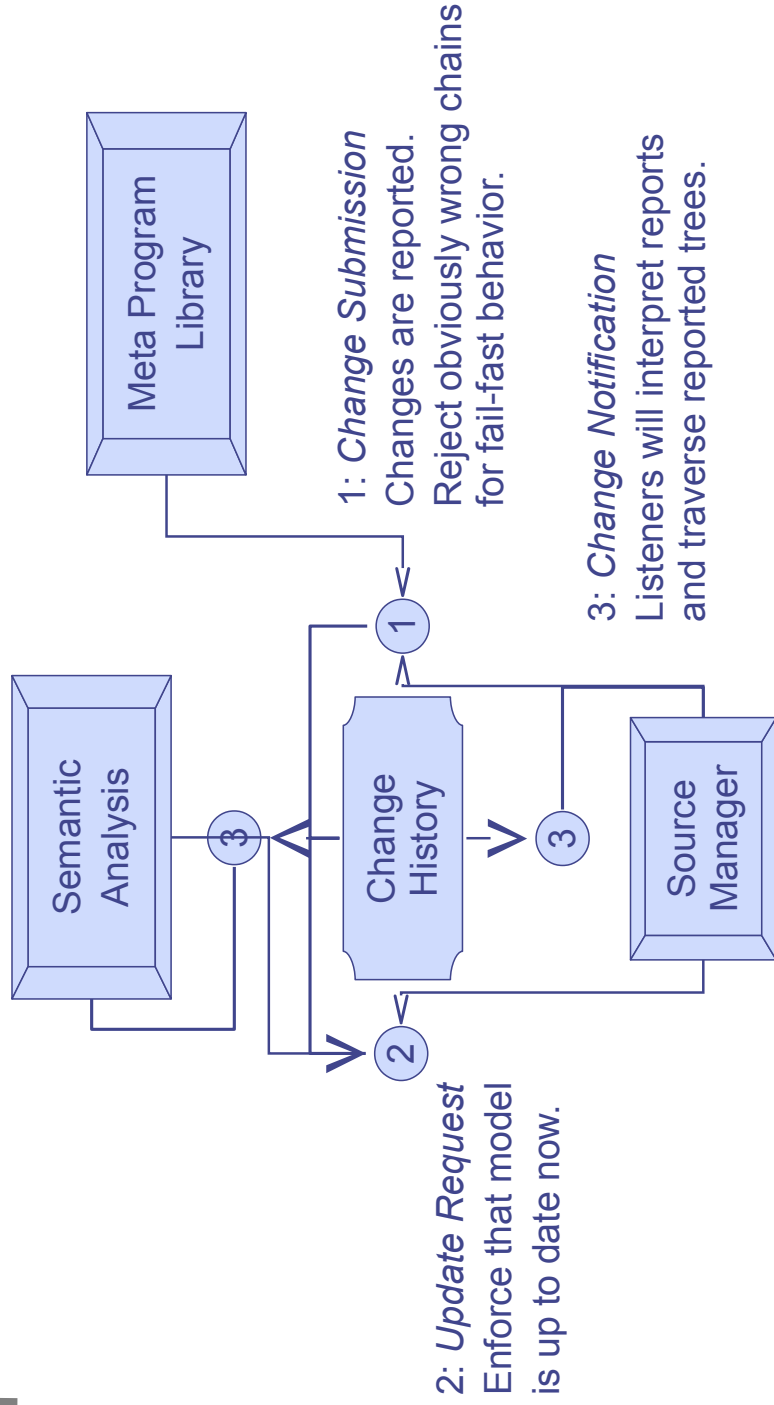 Semantic
Analysis
Meta Program
Library
3
2
Change
History
1
3
Source
Manager
1: Change Submission
Changes are reported.
Reject obviously wrong chains
for fail-fast behavior.
2: Update Request
Enforce that model
is up to date now.
3: Change Notification
Listeners will interpret reports
and traverse reported trees.